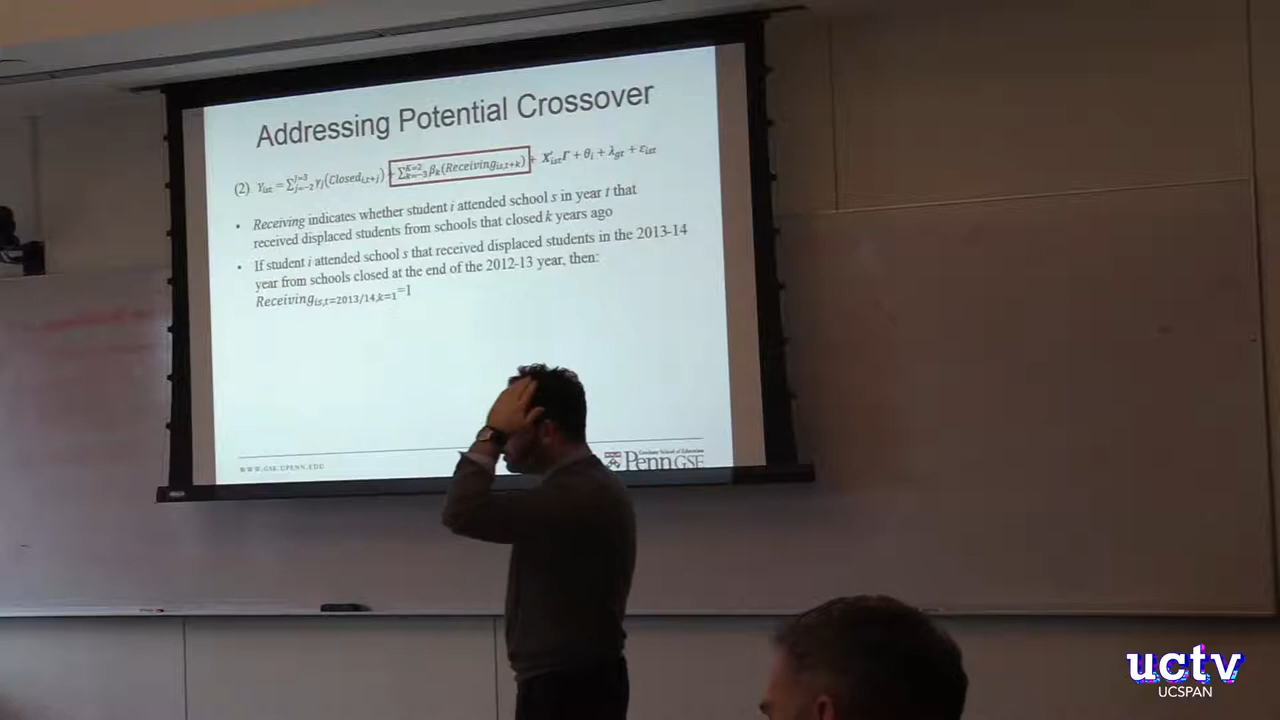 Addressing Potential Crossover
(2) Y_ist = Σ_{j=-2}^{J=3} γ_j(Closed_{i,t+j}) + Σ_{k=-3}^{K=2} β_k(Receiving_{is,t+k}) + X'_ist Γ + θ_i + λ_gt + ε_ist
• Receiving indicates whether student i attended school s in year t that
received displaced students from schools that closed k years ago
• If student i attended school s that received displaced students in the 2013-14
year from schools closed at the end of the 2012-13 year, then:
Receiving_{is,t=2013/14,k=1}=1
WWW.GSE.UPENN.EDU
Graduate School of Education
Penn GSE
uctv
UCSPAN